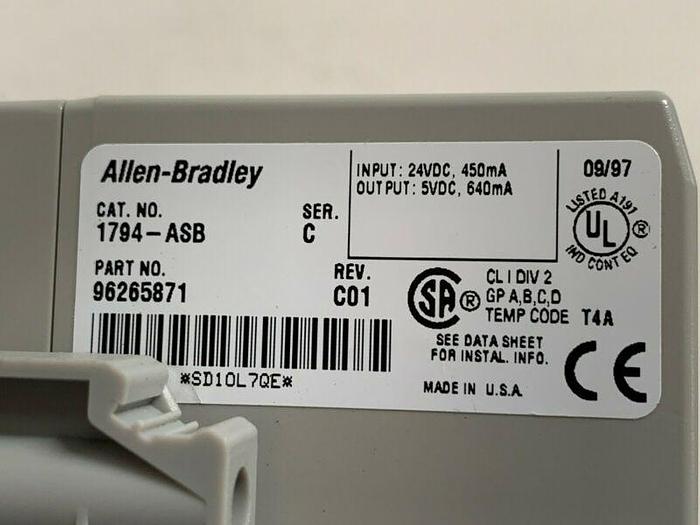 Allen-Bradley
CAT. NO.
1794-ASB
SER.
C
PART NO.
96265871
REV.
C01
*SD10L7QE*
INPUT: 24VDC, 450mA
OUTPUT: 5VDC, 640mA
09/97
LISTED A197
UL ®
IND CONT EQ
SA ®
CL I DIV 2
GP A,B,C,D
TEMP CODE T4A
SEE DATA SHEET
FOR INSTAL. INFO.
MADE IN U.S.A.
CE